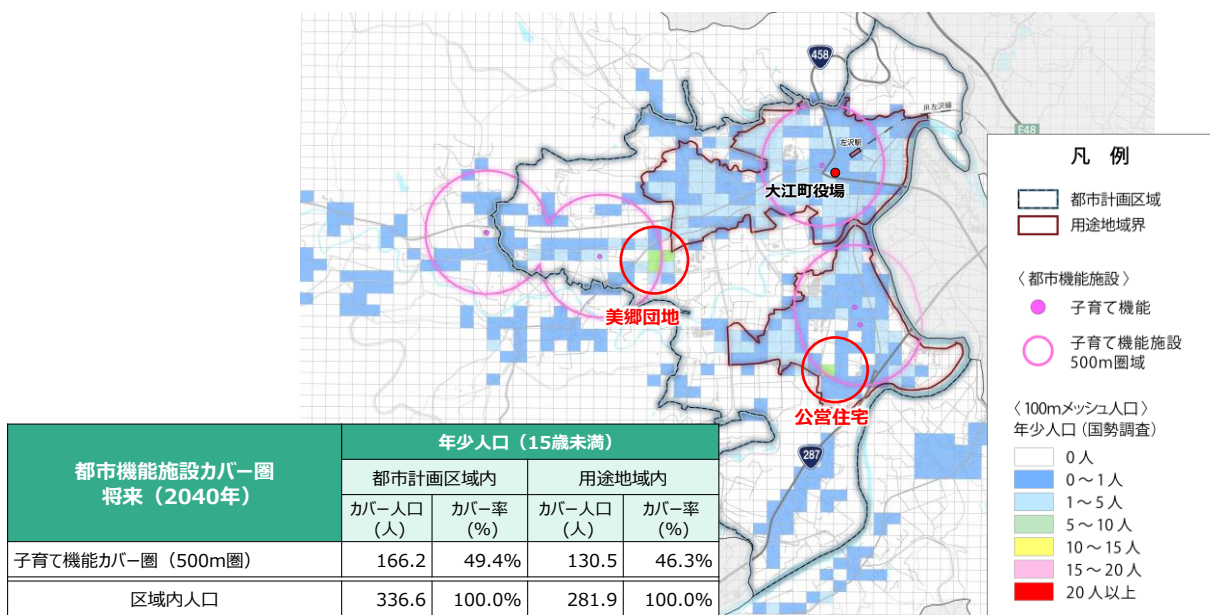 458
JR左沢線
E48
左沢駅
大江町役場
美郷団地
公営住宅
287
凡 例
都市計画区域
用途地域界
〈都市機能施設〉
子育て機能
子育て機能施設
500m圏域
〈100mメッシュ人口〉
年少人口(国勢調査)
0人
0～1人
1～5人
5～10人
10～15人
15～20人
20人以上
都市機能施設カバー圏
将来（2040年）
年少人口（15歳未満）
都市計画区域内 用途地域内
カバー人口 カバー率 カバー人口 カバー率
(人) (%) (人) (%)
子育て機能カバー圏（500m圏） 166.2 49.4% 130.5 46.3%
区域内人口 336.6 100.0% 281.9 100.0%